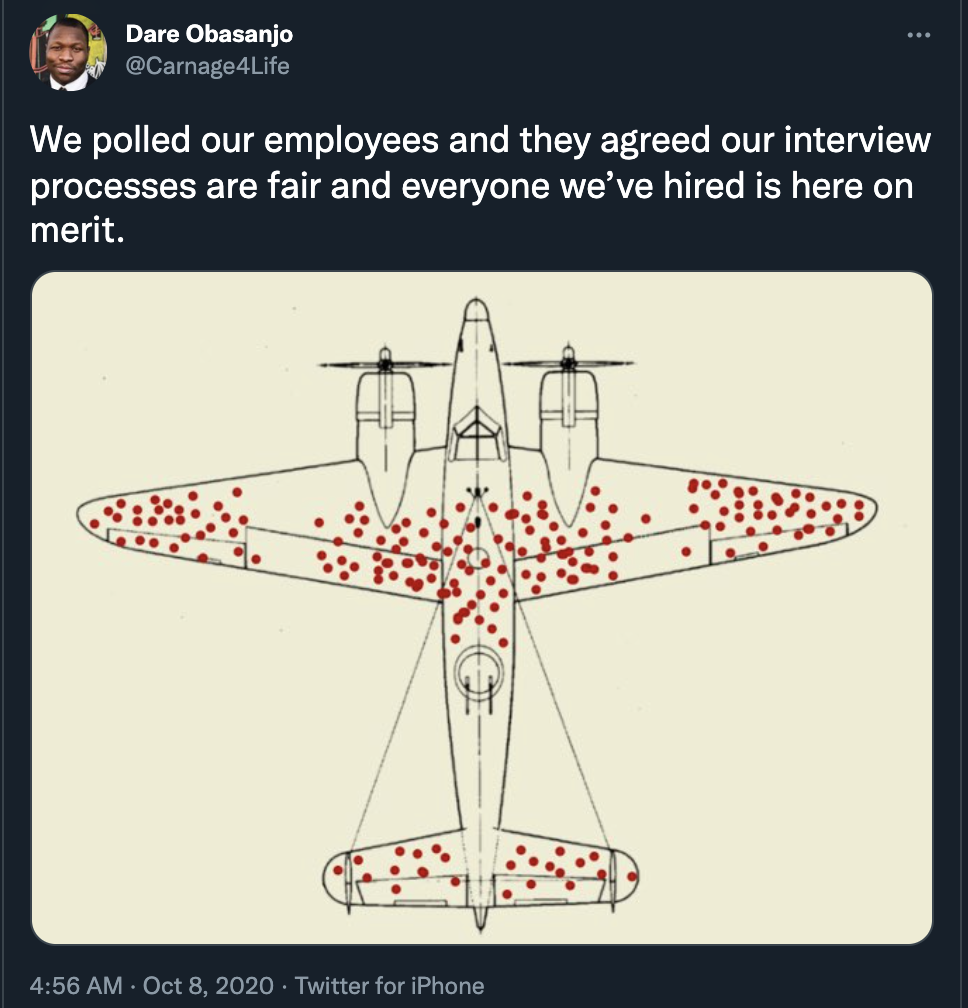 Dare Obasanjo
@Carnage4Life
We polled our employees and they agreed our interview
processes are fair and everyone we’ve hired is here on
merit.
4:56 AM · Oct 8, 2020 · Twitter for iPhone